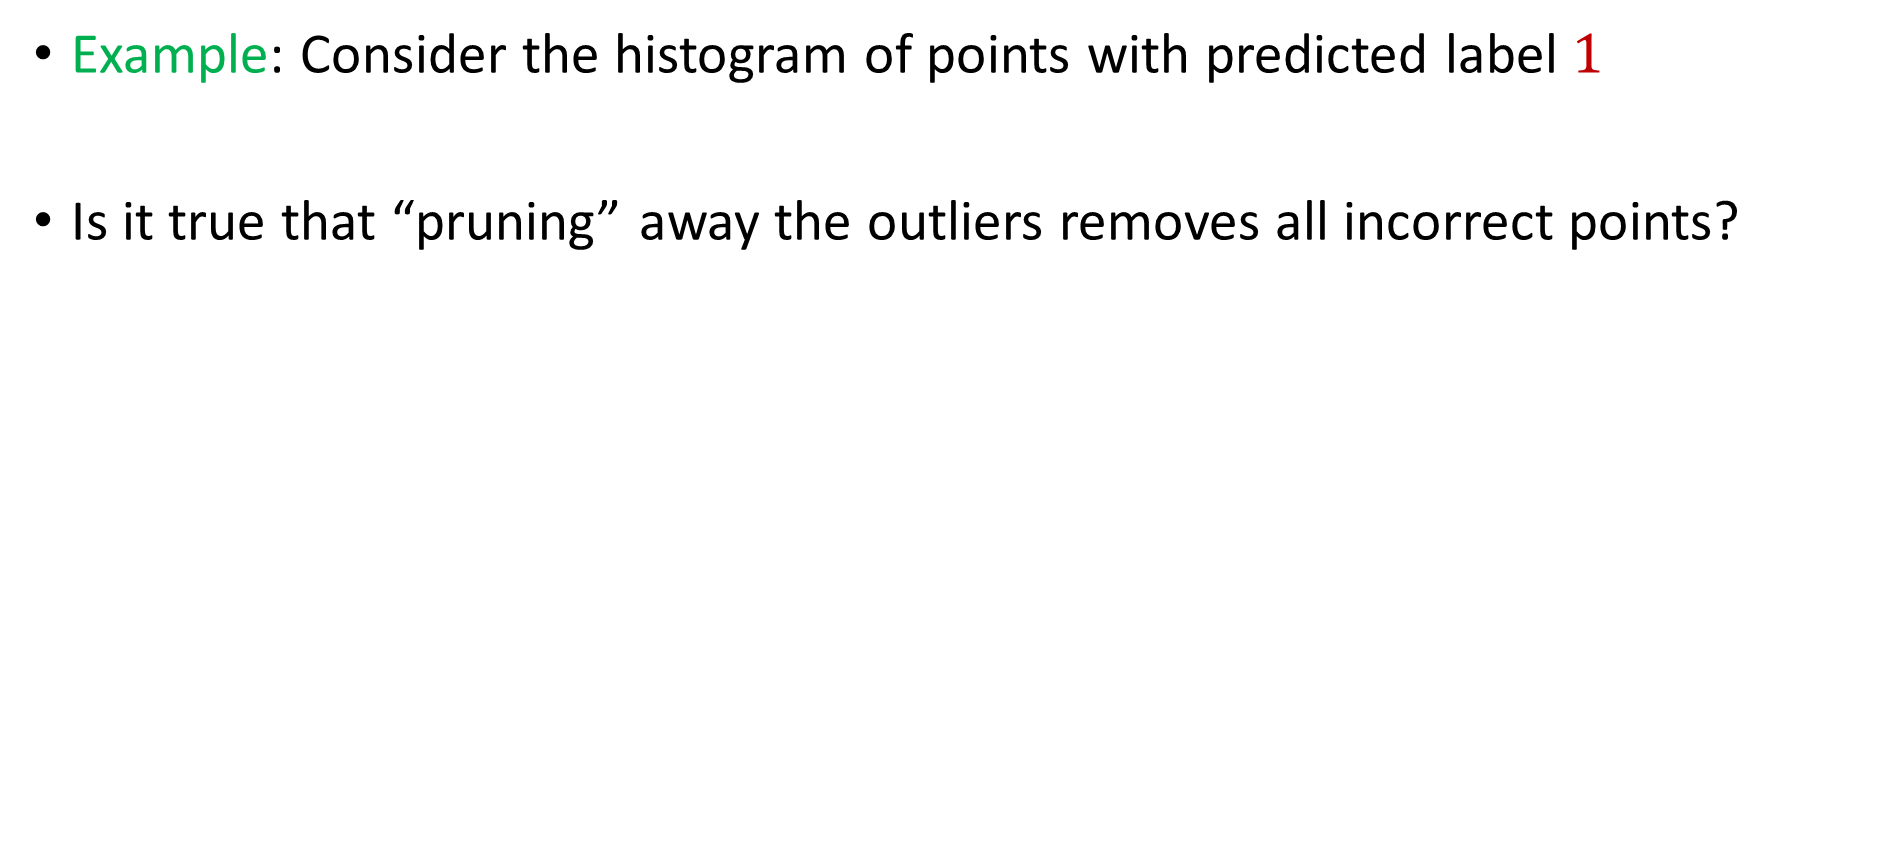 • Example: Consider the histogram of points with predicted label 1
• Is it true that “pruning” away the outliers removes all incorrect points?